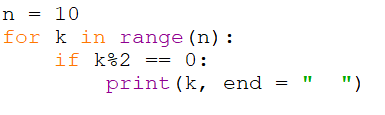 n = 10
for k in range(n):
    if k%2 == 0:
        print(k, end = "  ")